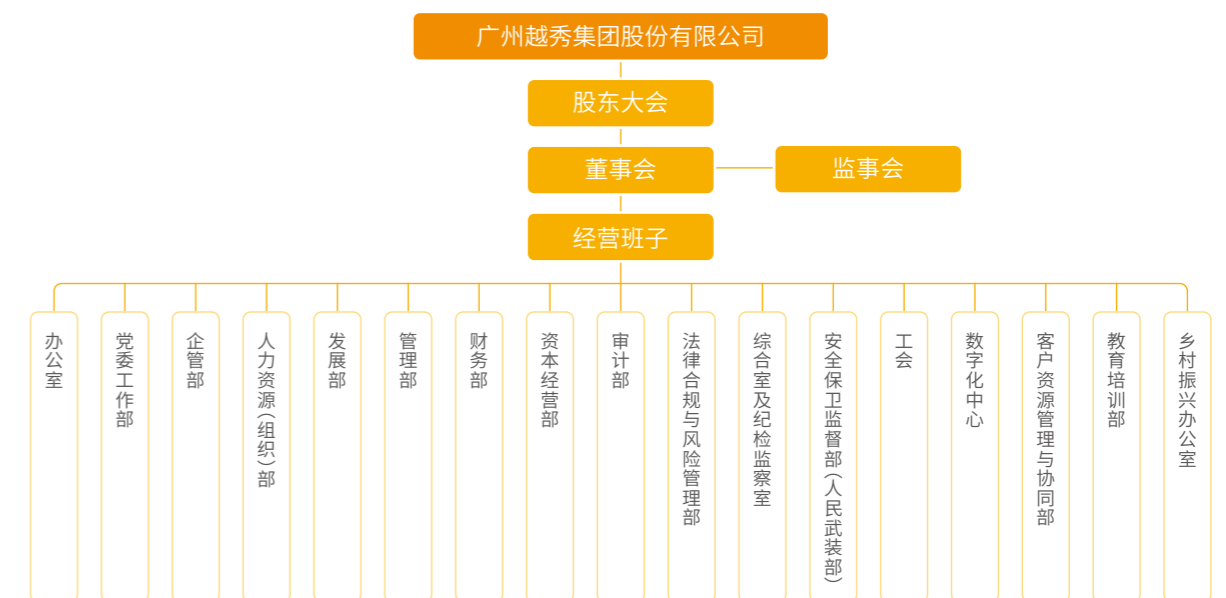 广州越秀集团股份有限公司
股东大会
董事会
监事会
经营班子
办公室
党委工作部
企管部
人力资源(组织)部
发展部
管理部
财务部
资本经营部
审计部
法律合规与风险管理部
综合室及纪检监察室
安全保卫监督部(人民武装部)
工会
数字化中心
客户资源管理与协同部
教育培训部
乡村振兴办公室